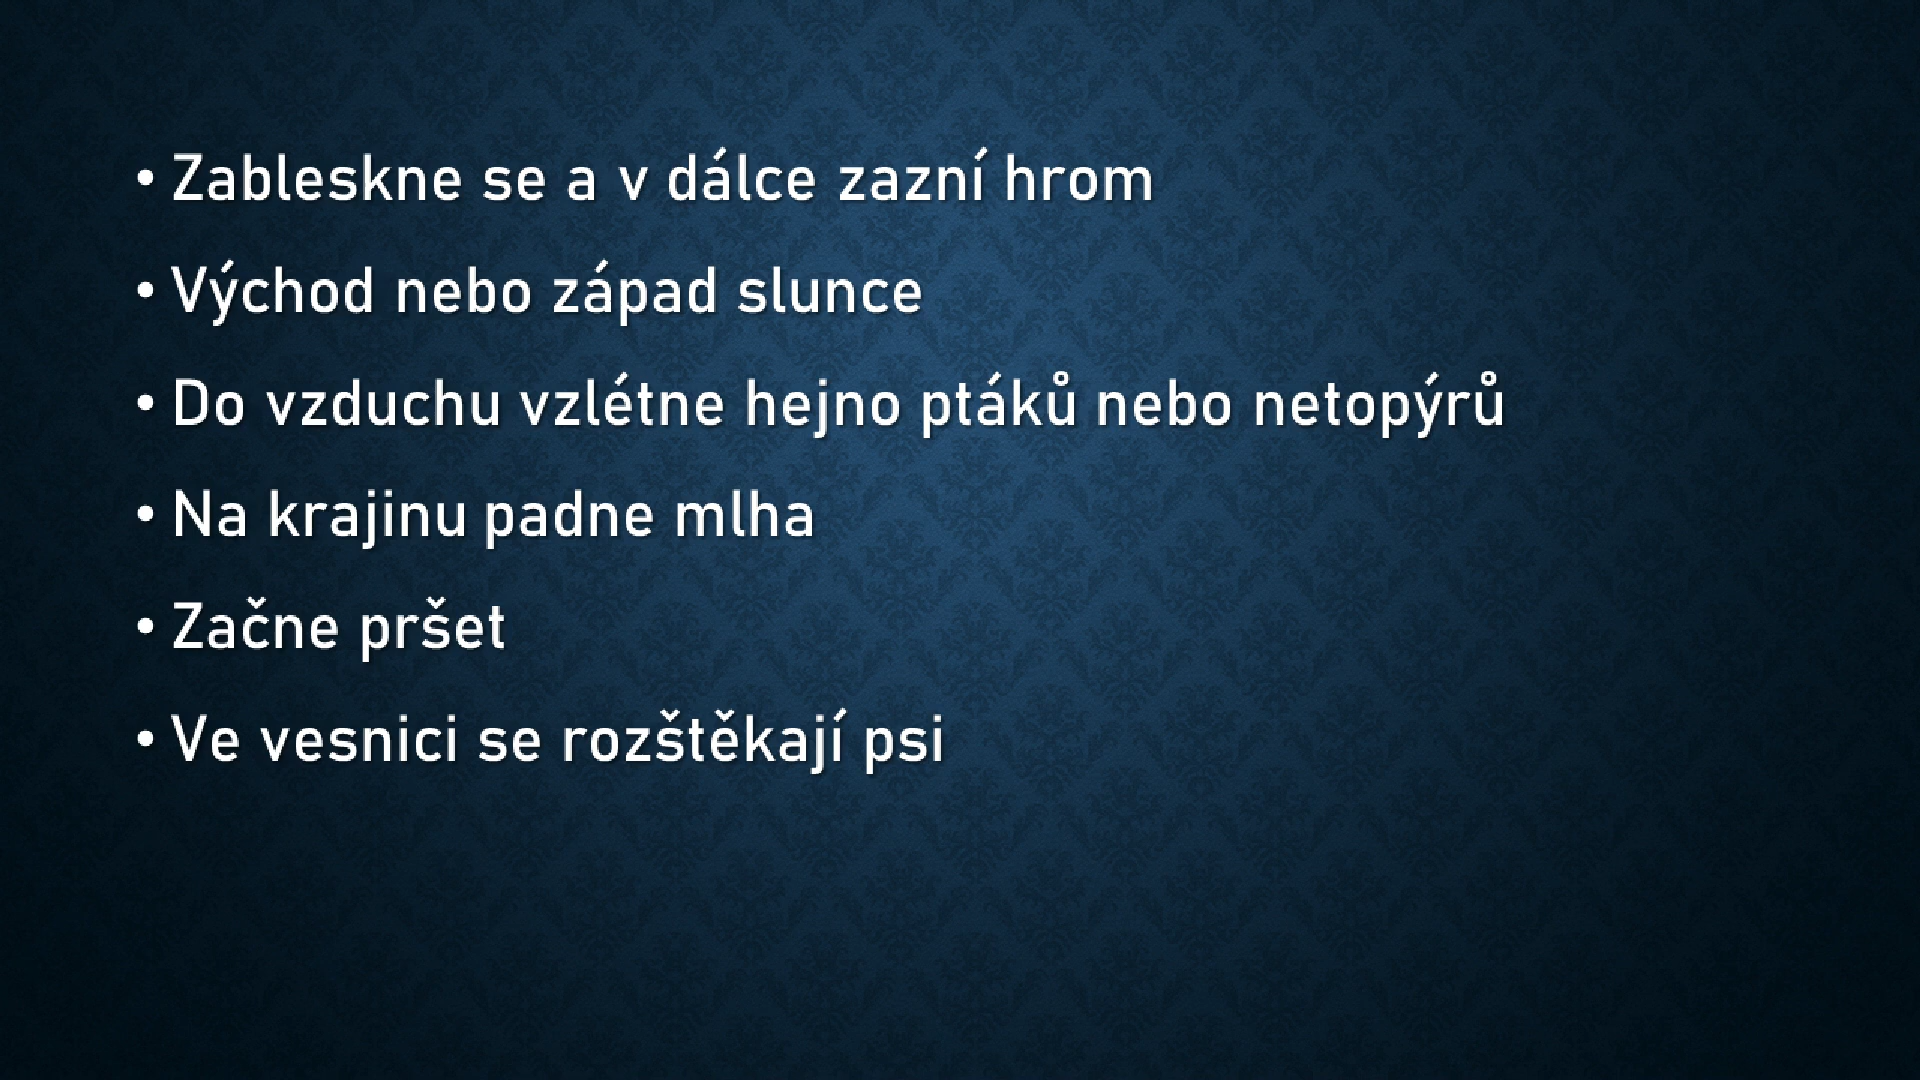 • Zableskne se a v dálce zazní hrom
• Východ nebo západ slunce
• Do vzduchu vzlétne hejno ptáků nebo netopýrů
• Na krajinu padne mlha
• Začne pršet
• Ve vesnici se rozštěkají psi